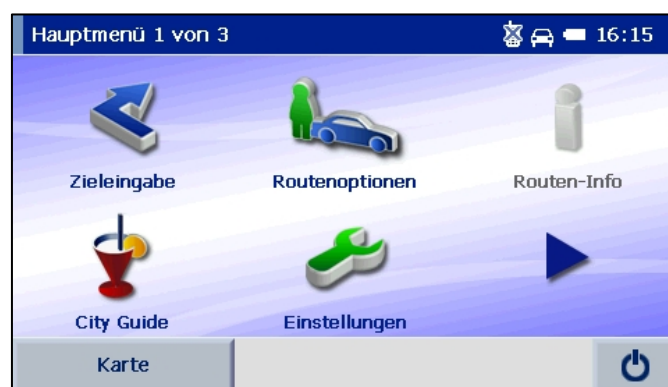 Hauptmenü 1 von 3 16:15
Zieleingabe Routenoptionen Routen-Info
City Guide Einstellungen
Karte